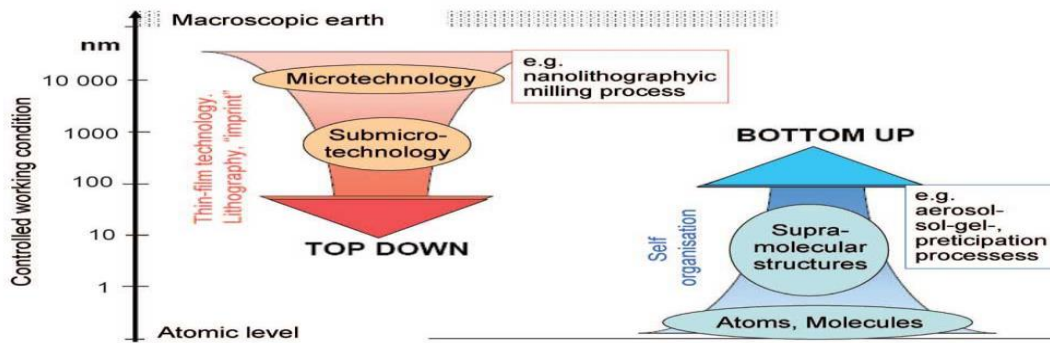 Macroscopic earth
nm
10 000
1000
100
10
1
Atomic level
Controlled working condition
Thin-film technology.
Lithography, "imprint"
Microtechnology
Submicro-
technology
TOP DOWN
e.g.
nanolithographyic
milling process
BOTTOM UP
Self
organisation
Supra-
molecular
structures
Atoms, Molecules
e.g.
aerosol-
sol-gel-,
preticipation
processess